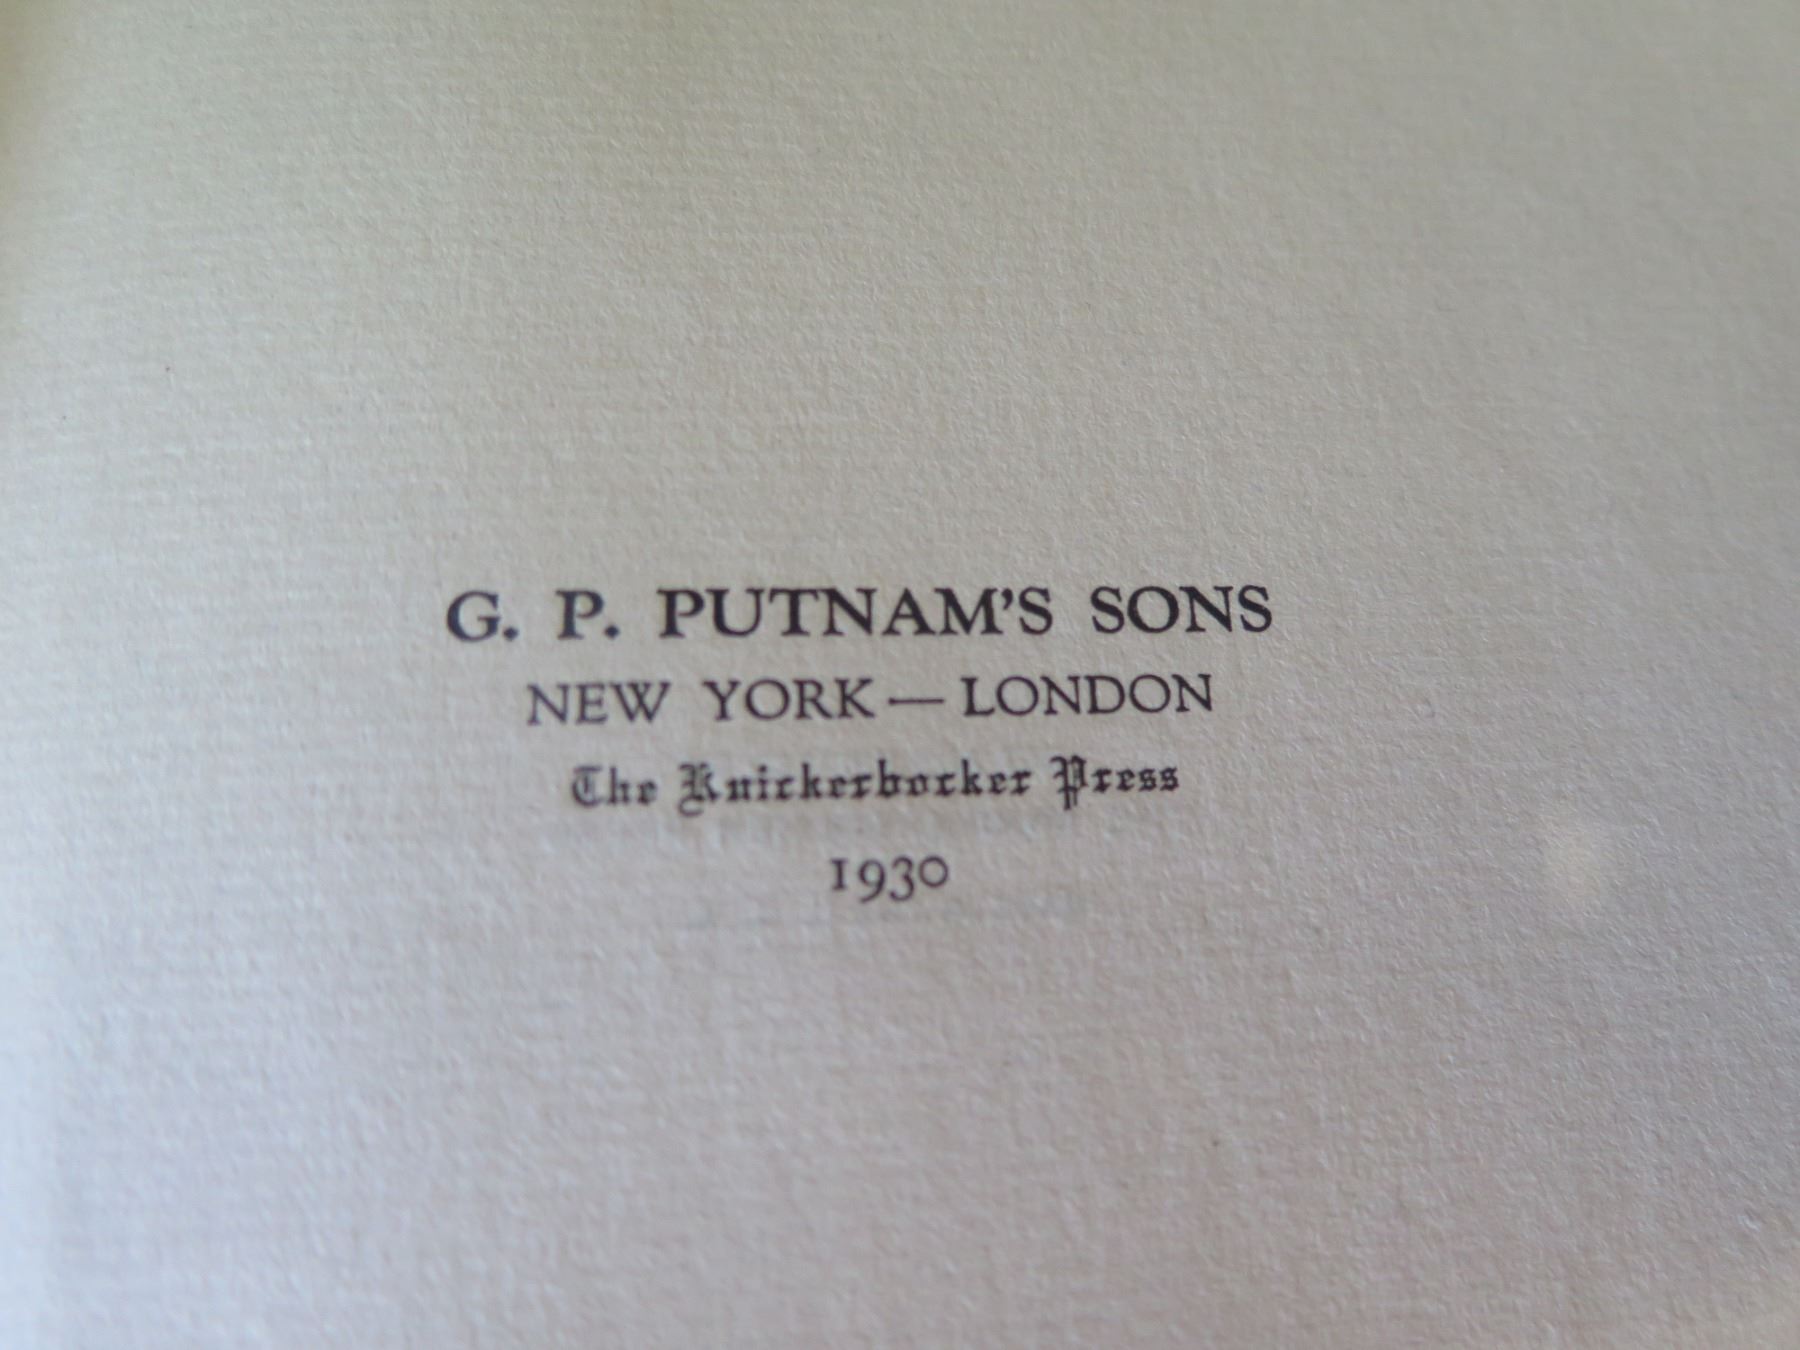 G. P. PUTNAM'S SONS
NEW YORK — LONDON
The Knickerbocker Press
1930